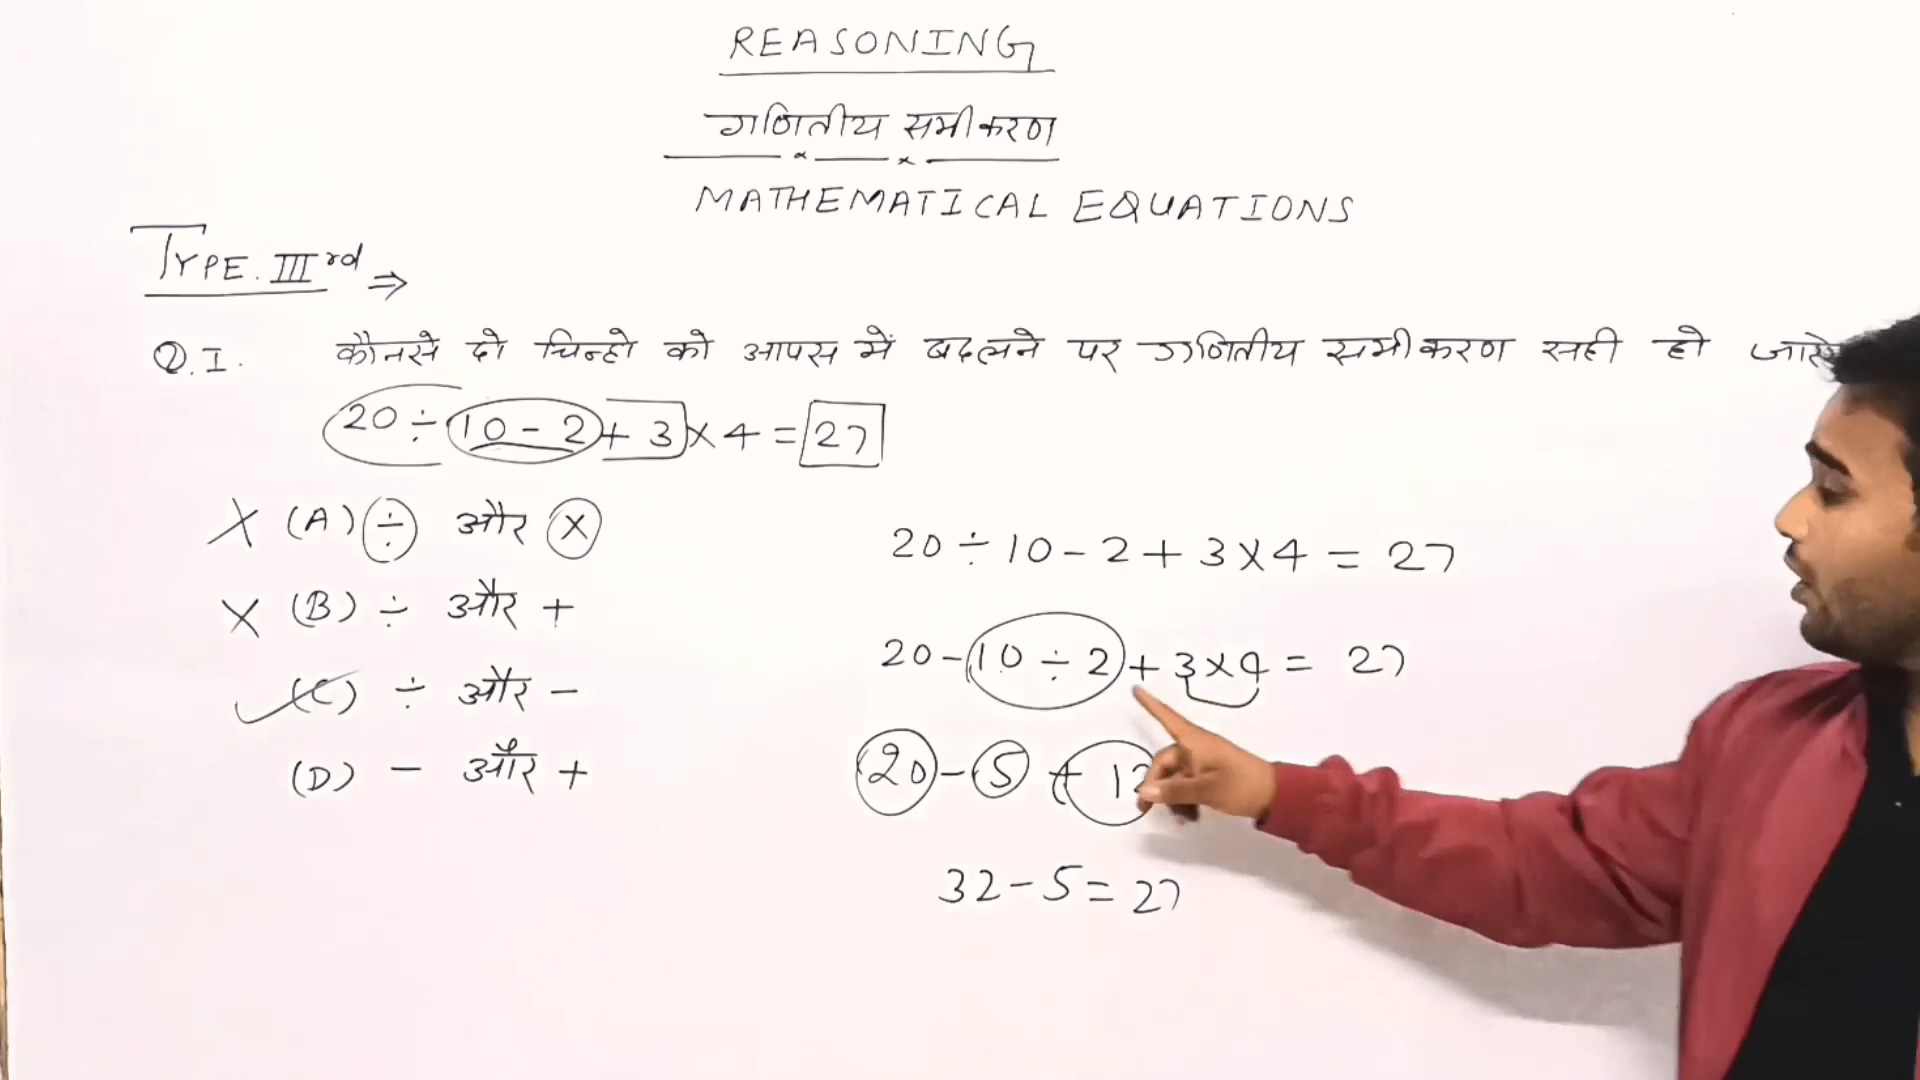 REASONING
गणितीय समीकरण
MATHEMATICAL EQUATIONS
TYPE. IIIrd ⇒
Q.I. कौनसे दो चिन्हो को आपस में बदलने पर गणितीय समीकरण सही हो
20 ÷ 10 - 2 + 3 × 4 = 27
X (A) ÷ और ×
X (B) ÷ और +
✓ (C) ÷ और -
(D) - और +
20 ÷ 10 - 2 + 3 × 4 = 27
20 - 10 ÷ 2 + 3 × 4 = 27
20 - 5 + 12
32 - 5 = 27